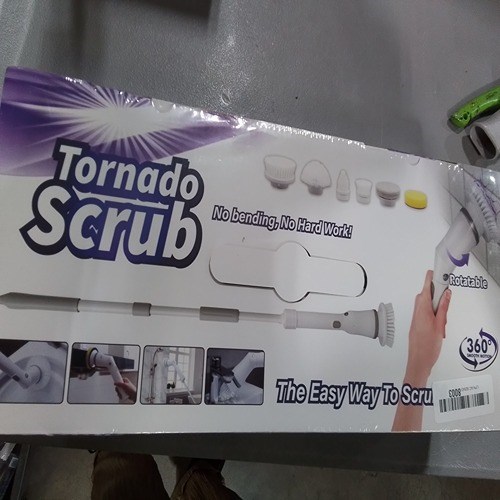 Tornado
Scrub
No bending, No Hard Work!
Rotatable
360°
The Easy Way To Scru